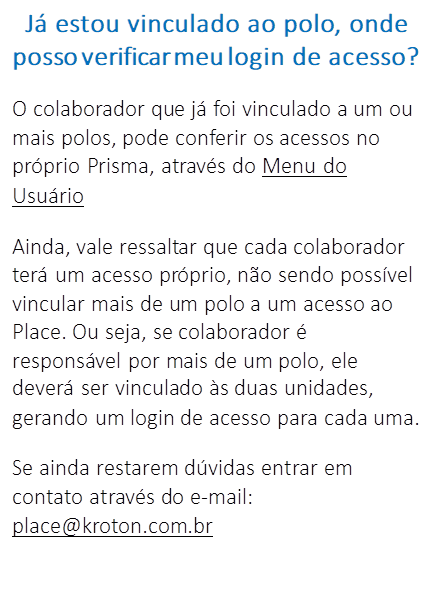 Já estou vinculado ao polo, onde
posso verificar meu login de acesso?
O colaborador que já foi vinculado a um ou
mais polos, pode conferir os acessos no
próprio Prisma, através do Menu do
Usuário
Ainda, vale ressaltar que cada colaborador
terá um acesso próprio, não sendo possível
vincular mais de um polo a um acesso ao
Place. Ou seja, se colaborador é
responsável por mais de um polo, ele
deverá ser vinculado às duas unidades,
gerando um login de acesso para cada uma.
Se ainda restarem dúvidas entrar em
contato através do e-mail:
place@kroton.com.br